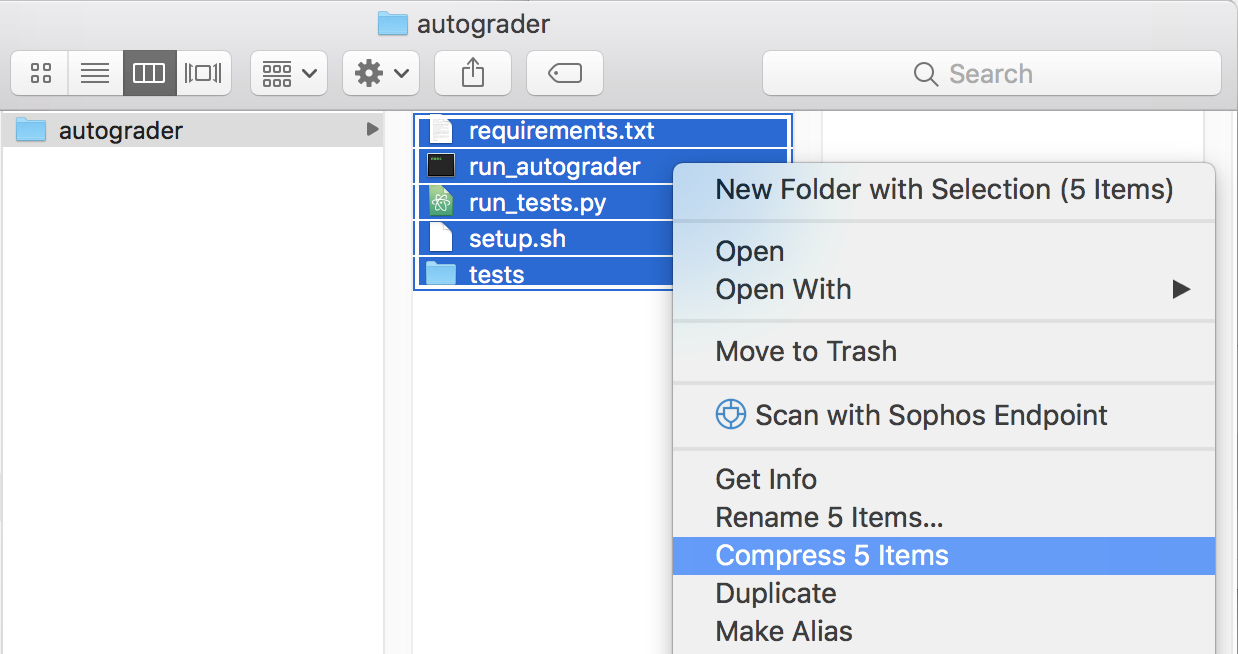 autograder
Search
autograder
requirements.txt
run_autograder
run_tests.py
setup.sh
tests
New Folder with Selection (5 Items)
Open
Open With
Move to Trash
Scan with Sophos Endpoint
Get Info
Rename 5 Items...
Compress 5 Items
Duplicate
Make Alias